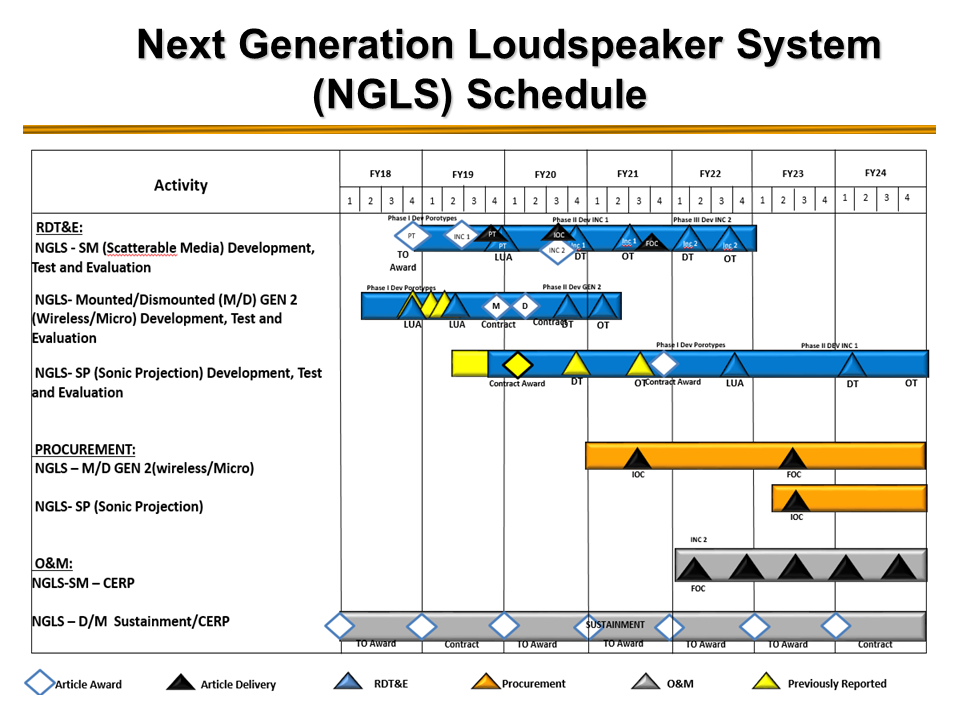 Next Generation Loudspeaker System
(NGLS) Schedule
Activity
FY18 FY19 FY20 FY21 FY22 FY23 FY24
1 2 3 4 1 2 3 4 1 2 3 4 1 2 3 4 1 2 3 4 1 2 3 4 1 2 3 4
RDT&E:
NGLS - SM (Scatterable Media) Development,
Test and Evaluation
Phase I Dev Porotypes Phase II Dev INC 1 Phase III Dev INC 2
PT INC 1 PT PT IOC INC 2 Inc 1 Inc 1 FOC Inc 2 Inc 2
TO
Award
LUA DT OT DT OT
NGLS- Mounted/Dismounted (M/D) GEN 2
(Wireless/Micro) Development, Test and
Evaluation
Phase I Dev Porotypes Phase II Dev GEN 2
M D
LUA LUA Contract Contract DT OT
NGLS- SP (Sonic Projection) Development, Test
and Evaluation
Phase I Dev Porotypes Phase II DEV INC 1
Contract Award DT OT Contract Award LUA DT OT
PROCUREMENT:
NGLS – M/D GEN 2(wireless/Micro)
IOC FOC
NGLS- SP (Sonic Projection)
IOC
O&M:
NGLS-SM – CERP
INC 2
FOC
NGLS – D/M Sustainment/CERP
SUSTAINMENT
TO Award Contract TO Award TO Award TO Award TO Award Contract
Article Award Article Delivery RDT&E Procurement O&M Previously Reported